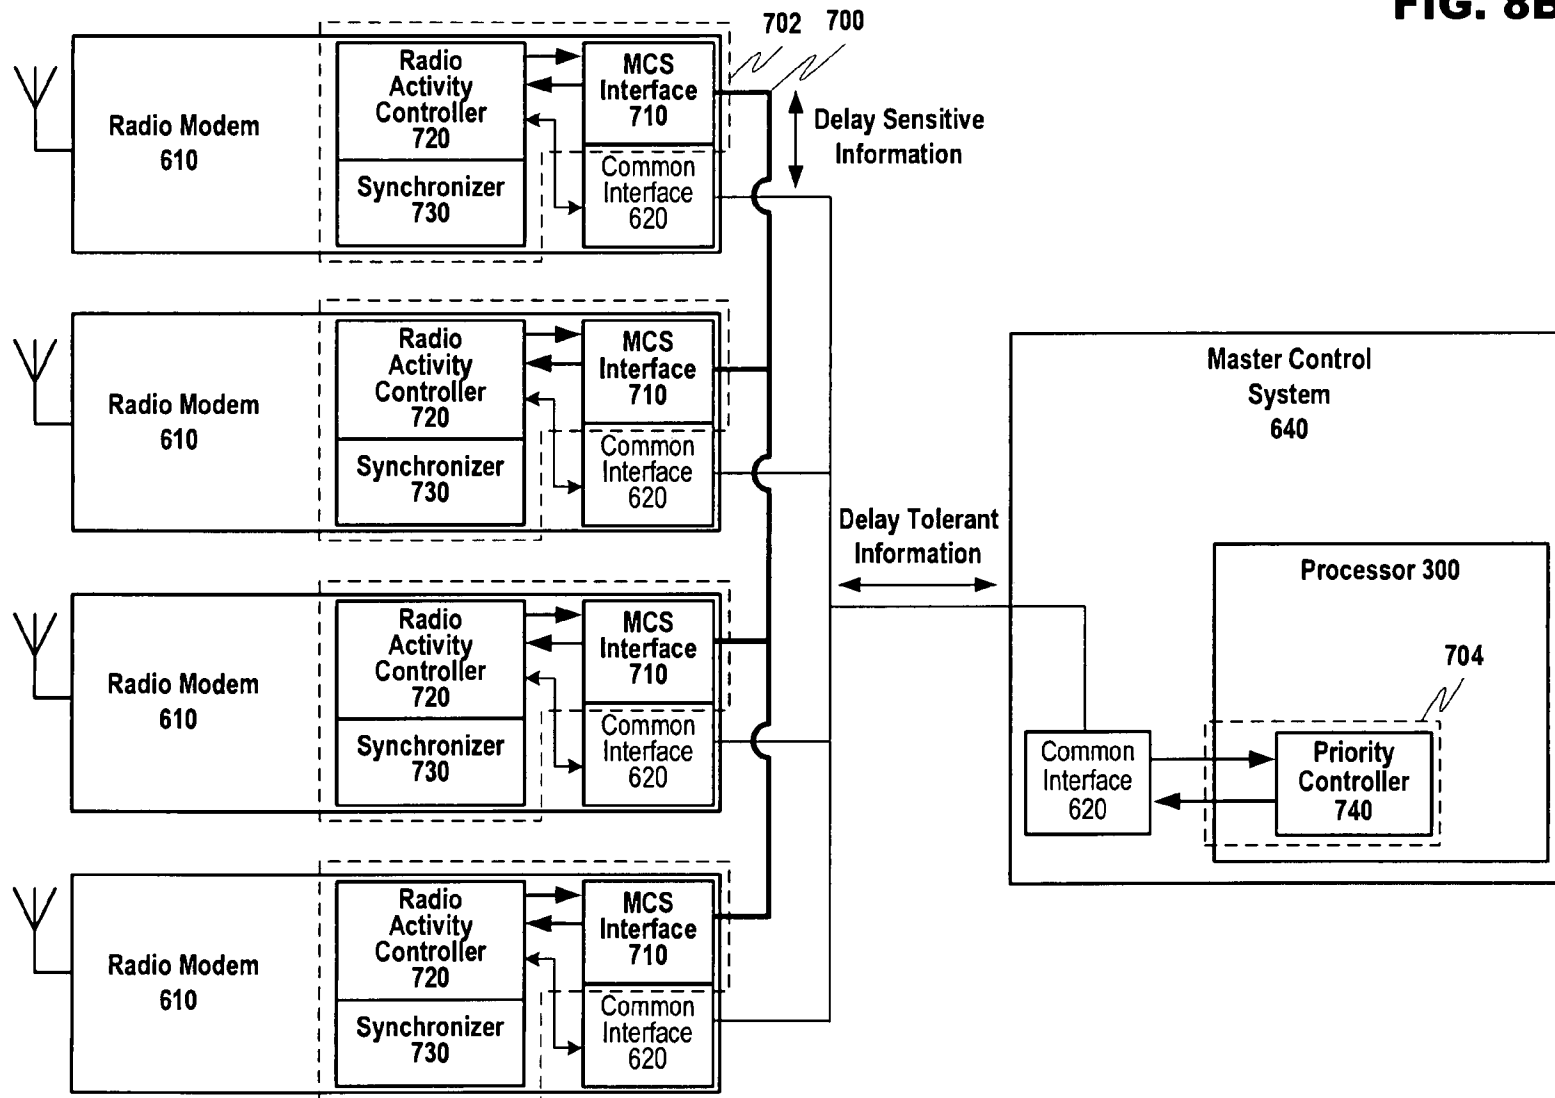 FIG. 8B
702
700
Radio Modem
610
Radio
Activity
Controller
720
Synchronizer
730
MCS
Interface
710
Common
Interface
620
Delay Sensitive
Information
Radio Modem
610
Radio
Activity
Controller
720
Synchronizer
730
MCS
Interface
710
Common
Interface
620
Radio Modem
610
Radio
Activity
Controller
720
Synchronizer
730
MCS
Interface
710
Common
Interface
620
Radio Modem
610
Radio
Activity
Controller
720
Synchronizer
730
MCS
Interface
710
Common
Interface
620
Delay Tolerant
Information
Master Control
System
640
Processor 300
704
Common
Interface
620
Priority
Controller
740